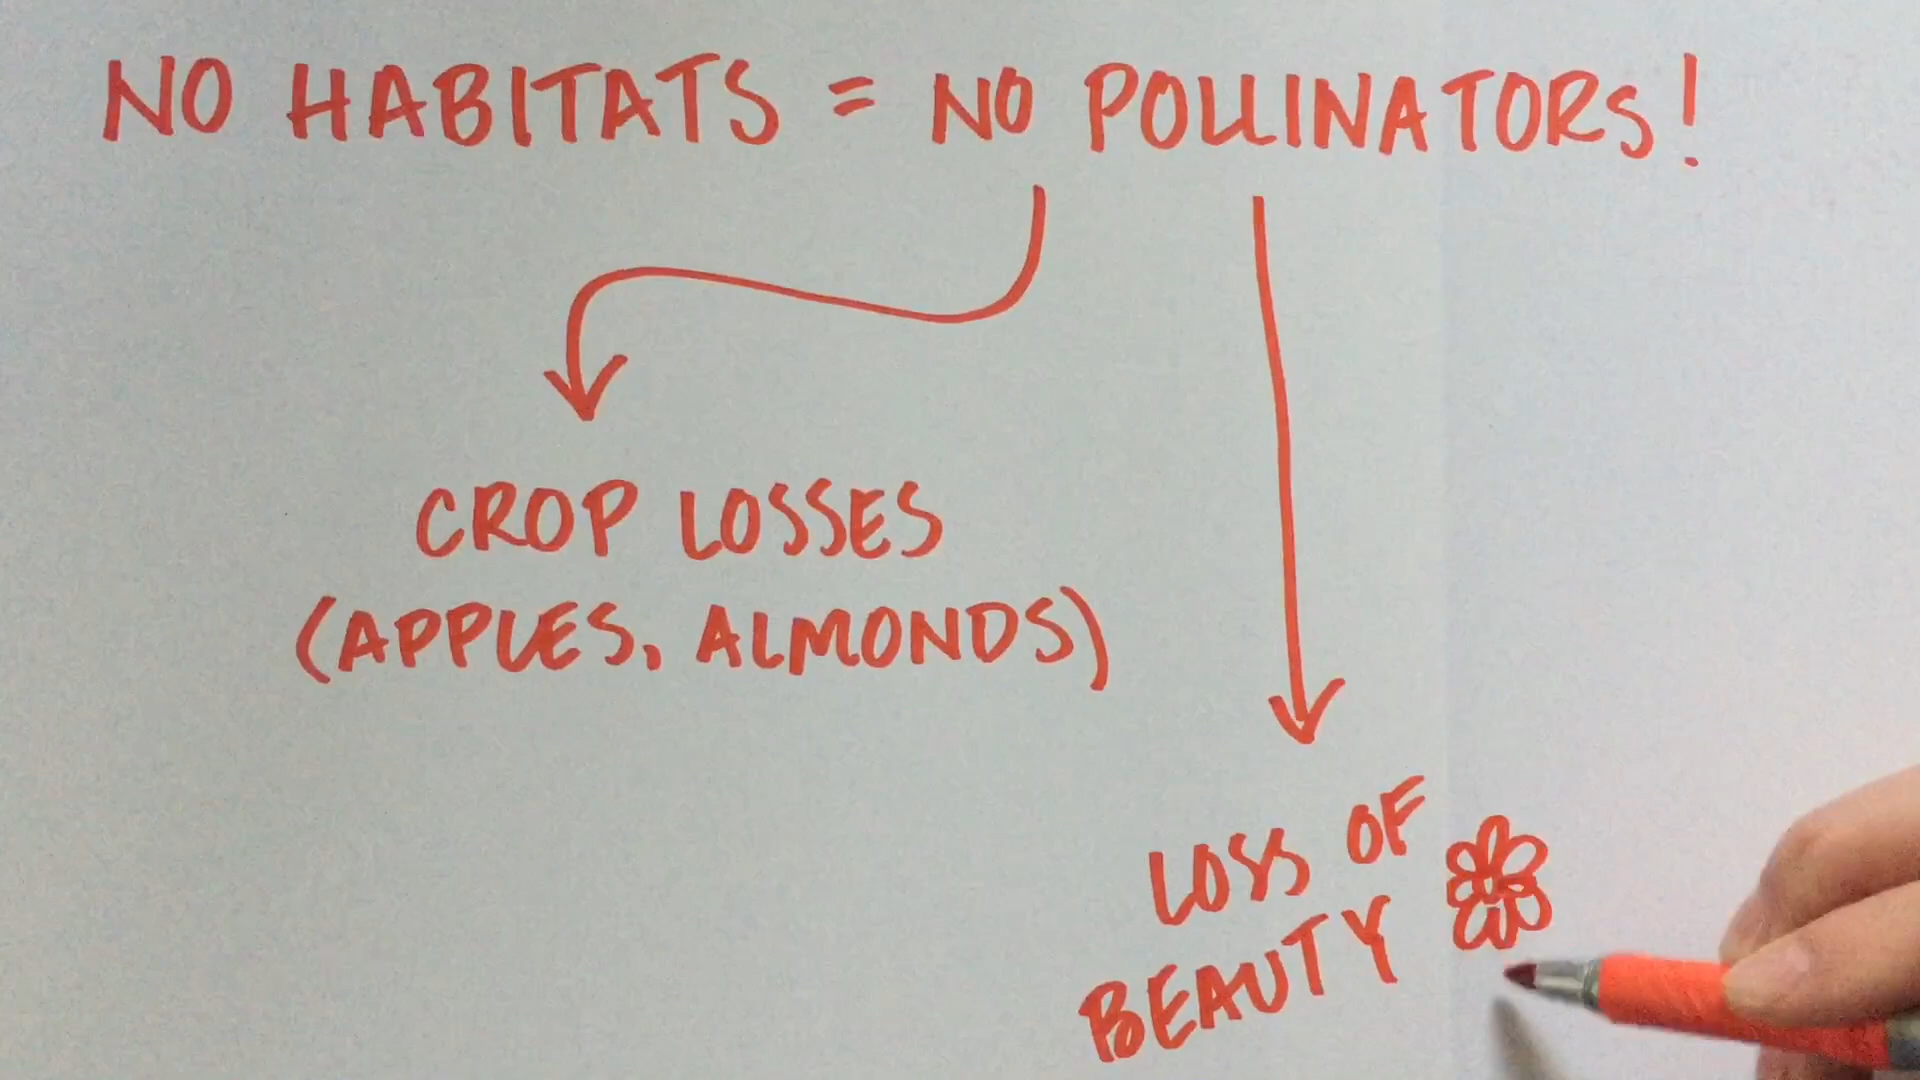 NO HABITATS = NO POLLINATORS!
CROP LOSSES
(APPLES, ALMONDS)
LOSS OF
BEAUTY